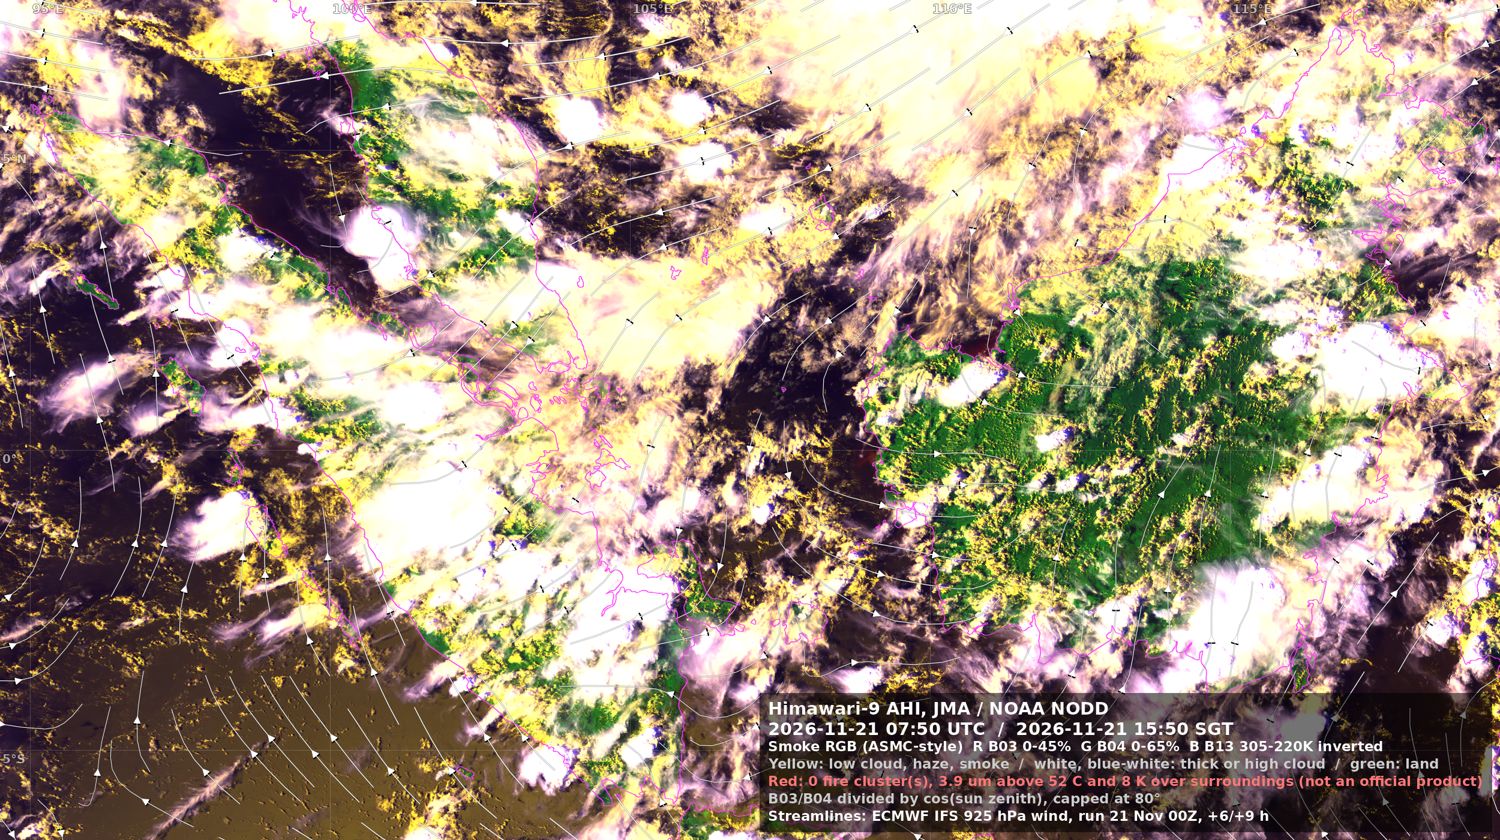 95°E 100°E 105°E 110°E 115°E
5°N
0°
5°S
Himawari-9 AHI, JMA / NOAA NODD
2026-11-21 07:50 UTC / 2026-11-21 15:50 SGT
Smoke RGB (ASMC-style) R B03 0-45% G B04 0-65% B B13 305-220K inverted
Yellow: low cloud, haze, smoke / white, blue-white: thick or high cloud / green: land
Red: 0 fire cluster(s), 3.9 um above 52 C and 8 K over surroundings (not an official product)
B03/B04 divided by cos(sun zenith), capped at 80°
Streamlines: ECMWF IFS 925 hPa wind, run 21 Nov 00Z, +6/+9 h